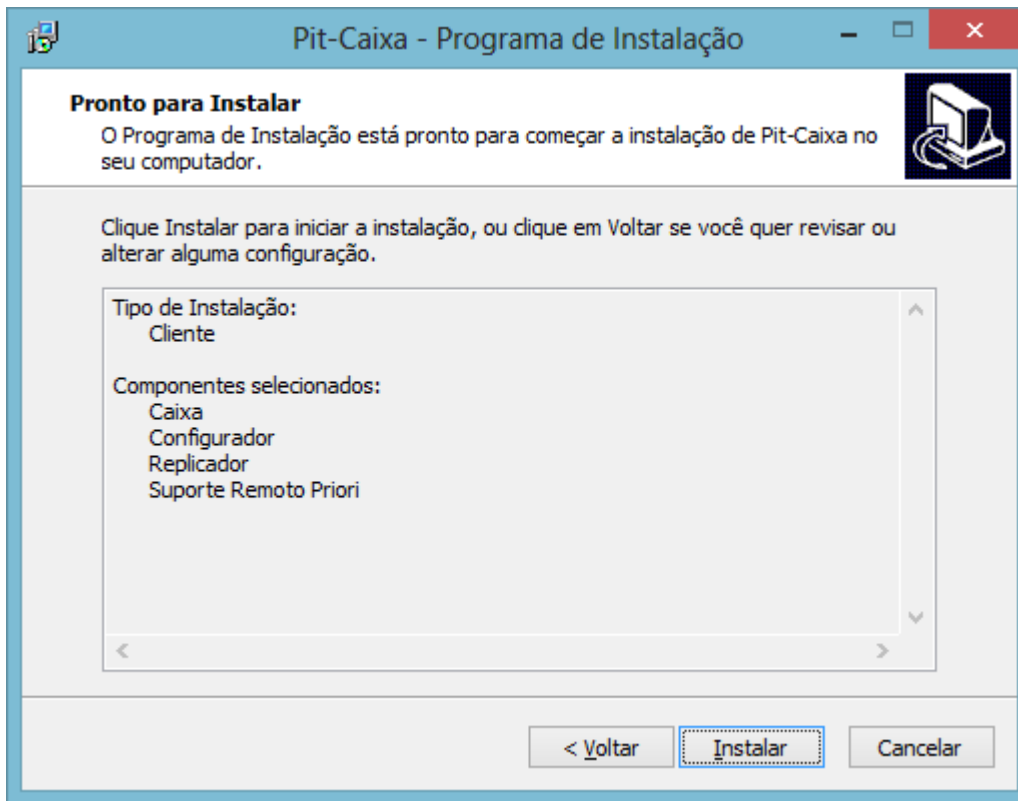 Pit-Caixa - Programa de Instalação
Pronto para Instalar
O Programa de Instalação está pronto para começar a instalação de Pit-Caixa no
seu computador.
Clique Instalar para iniciar a instalação, ou clique em Voltar se você quer revisar ou
alterar alguma configuração.
Tipo de Instalação:
Cliente
Componentes selecionados:
Caixa
Configurador
Replicador
Suporte Remoto Priori
< Voltar
Instalar
Cancelar